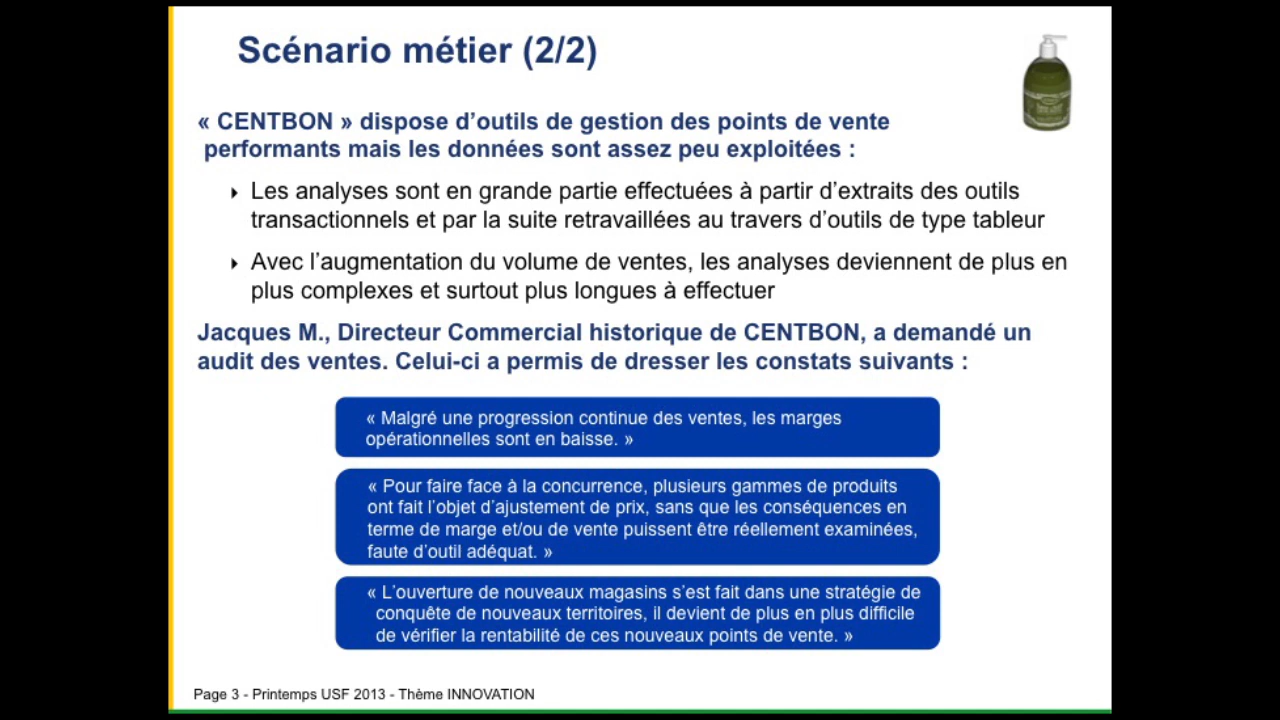 Scénario métier (2/2)
« CENTBON » dispose d’outils de gestion des points de vente
performants mais les données sont assez peu exploitées :
Les analyses sont en grande partie effectuées à partir d’extraits des outils
transactionnels et par la suite retravaillées au travers d’outils de type tableur
Avec l’augmentation du volume de ventes, les analyses deviennent de plus en
plus complexes et surtout plus longues à effectuer
Jacques M., Directeur Commercial historique de CENTBON, a demandé un
audit des ventes. Celui-ci a permis de dresser les constats suivants :
« Malgré une progression continue des ventes, les marges
opérationnelles sont en baisse. »
« Pour faire face à la concurrence, plusieurs gammes de produits
ont fait l’objet d’ajustement de prix, sans que les conséquences en
terme de marge et/ou de vente puissent être réellement examinées,
faute d’outil adéquat. »
« L’ouverture de nouveaux magasins s’est fait dans une stratégie de
conquête de nouveaux territoires, il devient de plus en plus difficile
de vérifier la rentabilité de ces nouveaux points de vente. »
Page 3 - Printemps USF 2013 - Thème INNOVATION